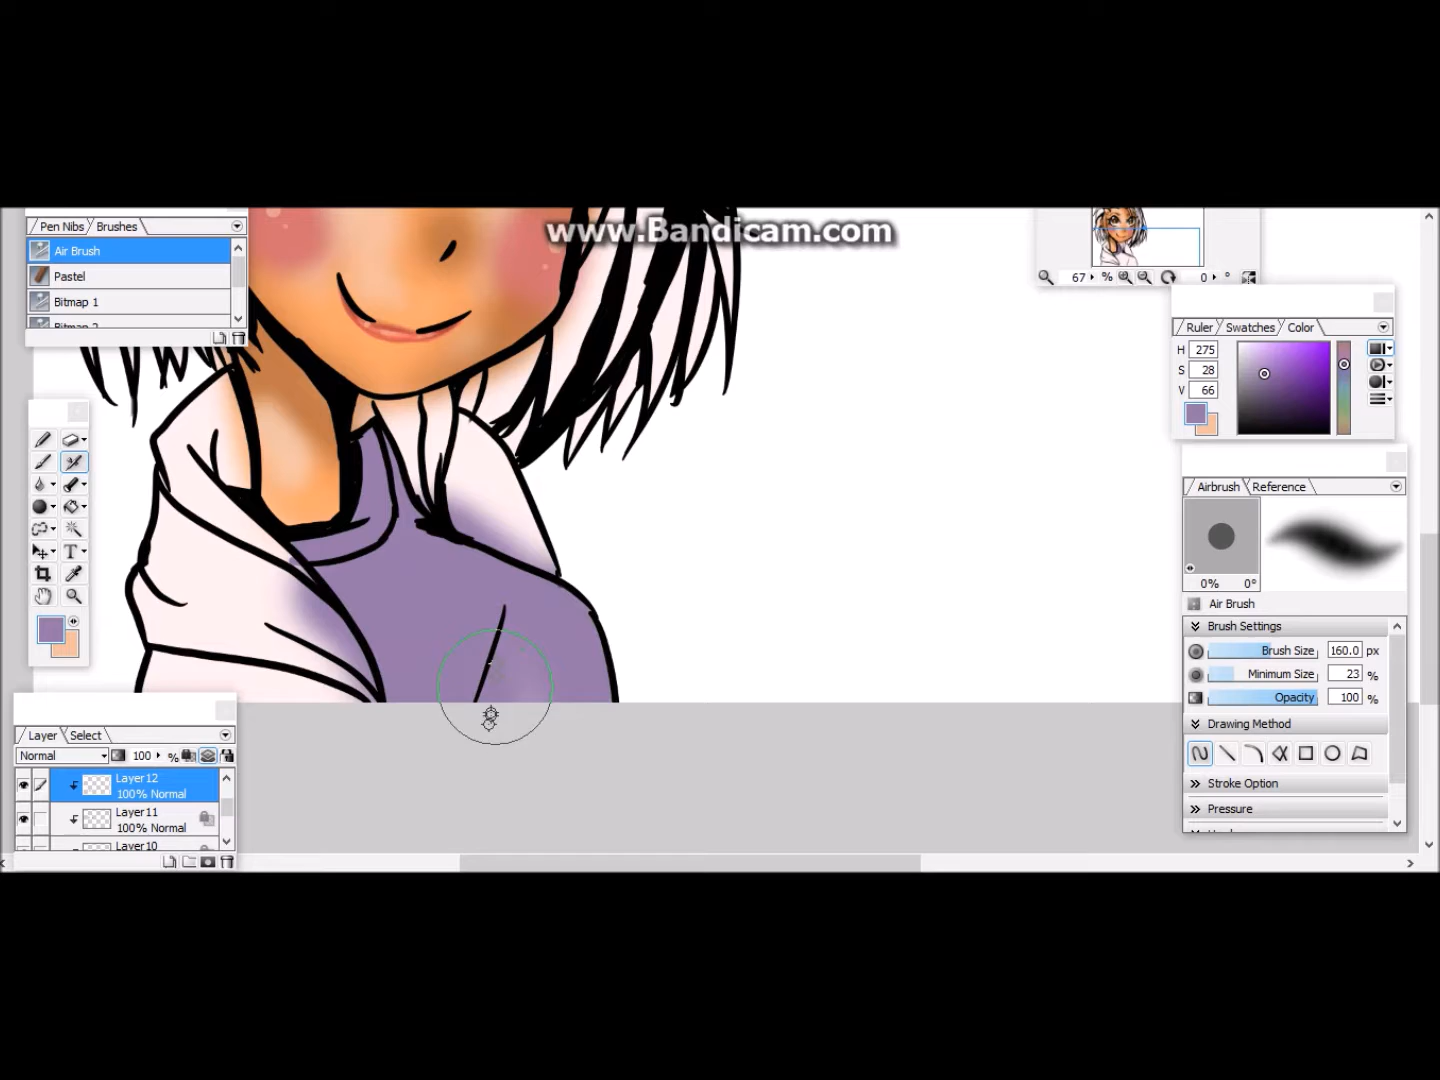 Pen Nibs Brushes
Air Brush
Pastel
Bitmap 1
Bitmap 2
www.Bandicam.com
67 % 0 °
Ruler Swatches Color
H 275
S 28
V 66
Airbrush Reference
0% 0°
Air Brush
Brush Settings
Brush Size 160.0 px
Minimum Size 23 %
Opacity 100 %
Drawing Method
Stroke Option
Pressure
T
Layer Select
Normal 100 %
Layer12
100% Normal
Layer11
100% Normal
Layer10